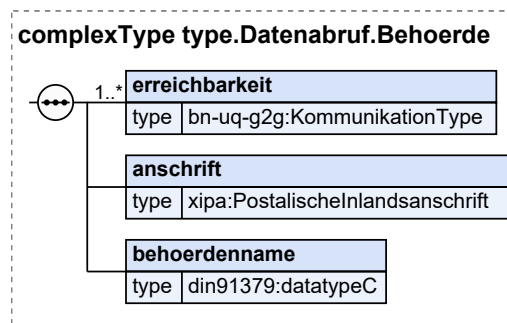 complexType type.Datenabruf.Behoerde
1..* erreichbarkeit
type bn-uq-g2g:KommunikationType
anschrift
type xipa:PostalischeInlandsanschrift
behoerdenname
type din91379:datatypeC